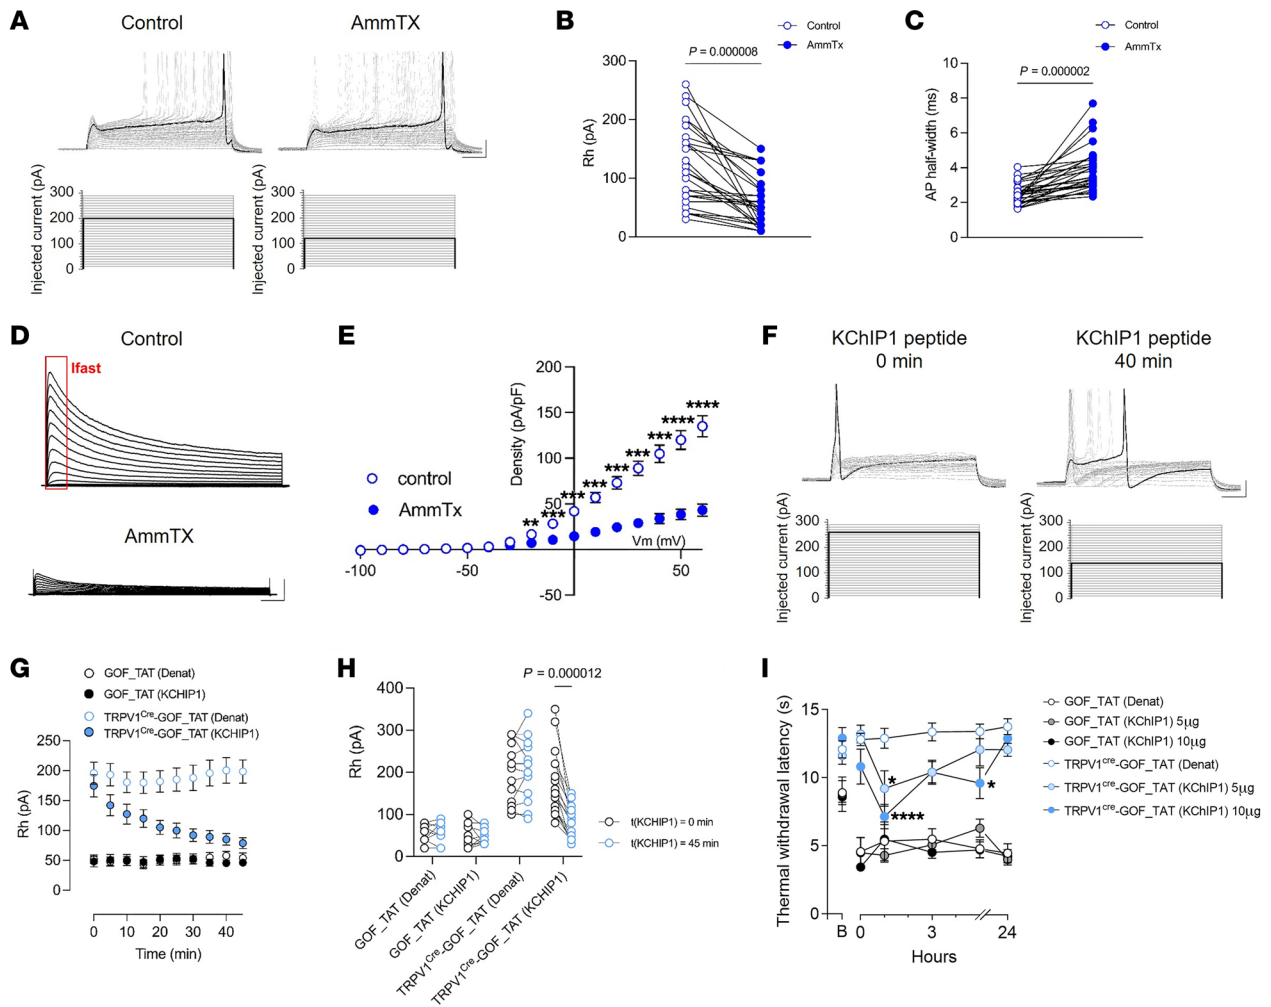 A
Control
AmmTX
Injected current (pA)
300
200
100
0
Injected current (pA)
300
200
100
0
B
Control
AmmTx
P = 0.000008
Rh (pA)
300
200
100
0
C
Control
AmmTx
P = 0.000002
AP half-width (ms)
10
8
6
4
2
0
D
Control
Ifast
AmmTX
E
control
AmmTx
Density (pA/pF)
200
150
100
50
-50
** *** *** *** *** *** *** **** ****
Vm (mV)
-100
-50
50
F
KChIP1 peptide
0 min
KChIP1 peptide
40 min
Injected current (pA)
300
200
100
0
Injected current (pA)
300
200
100
0
G
GOF_TAT (Denat)
GOF_TAT (KCHIP1)
TRPV1Cre-GOF_TAT (Denat)
TRPV1Cre-GOF_TAT (KCHIP1)
Rh (pA)
250
200
150
100
50
0
0 10 20 30 40
Time (min)
H
P = 0.000012
Rh (pA)
400
300
200
100
0
t(KCHIP1) = 0 min
t(KCHIP1) = 45 min
GOF_TAT (Denat)
GOF_TAT (KCHIP1)
TRPV1Cre-GOF_TAT (Denat)
TRPV1Cre-GOF_TAT (KCHIP1)
I
Thermal withdrawal latency (s)
15
10
5
0
*
****
*
B 0 3 24
Hours
GOF_TAT (Denat)
GOF_TAT (KChIP1) 5µg
GOF_TAT (KChIP1) 10µg
TRPV1cre-GOF_TAT (Denat)
TRPV1cre-GOF_TAT (KChIP1) 5µg
TRPV1cre-GOF_TAT (KChIP1) 10µg